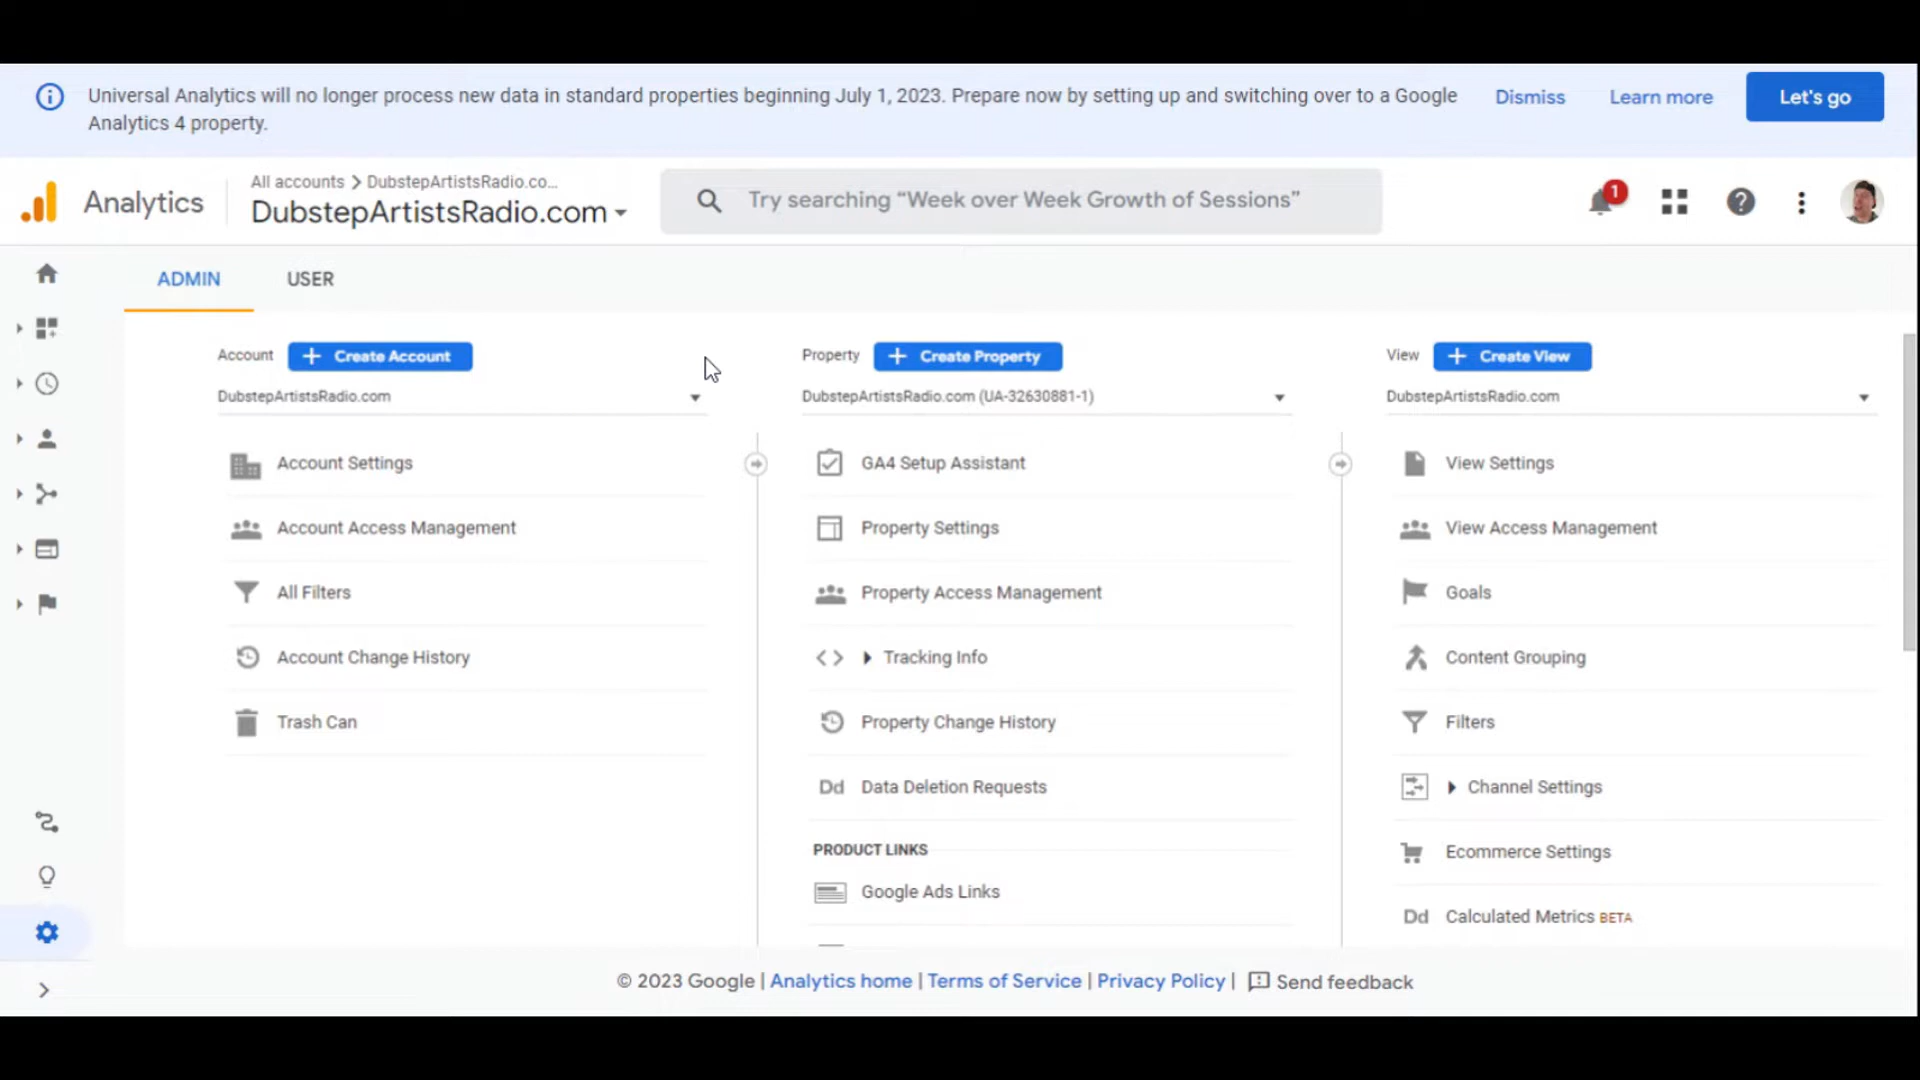 Universal Analytics will no longer process new data in standard properties beginning July 1, 2023. Prepare now by setting up and switching over to a Google
Analytics 4 property.
Dismiss
Learn more
Let's go
Analytics
All accounts > DubstepArtistsRadio.co...
DubstepArtistsRadio.com
Try searching “Week over Week Growth of Sessions”
1
ADMIN
USER
Account
+ Create Account
DubstepArtistsRadio.com
Account Settings
Account Access Management
All Filters
Account Change History
Trash Can
Property
+ Create Property
DubstepArtistsRadio.com (UA-32630881-1)
GA4 Setup Assistant
Property Settings
Property Access Management
Tracking Info
Property Change History
Dd Data Deletion Requests
PRODUCT LINKS
Google Ads Links
View
+ Create View
DubstepArtistsRadio.com
View Settings
View Access Management
Goals
Content Grouping
Filters
Channel Settings
Ecommerce Settings
Dd Calculated Metrics BETA
© 2023 Google | Analytics home | Terms of Service | Privacy Policy | Send feedback